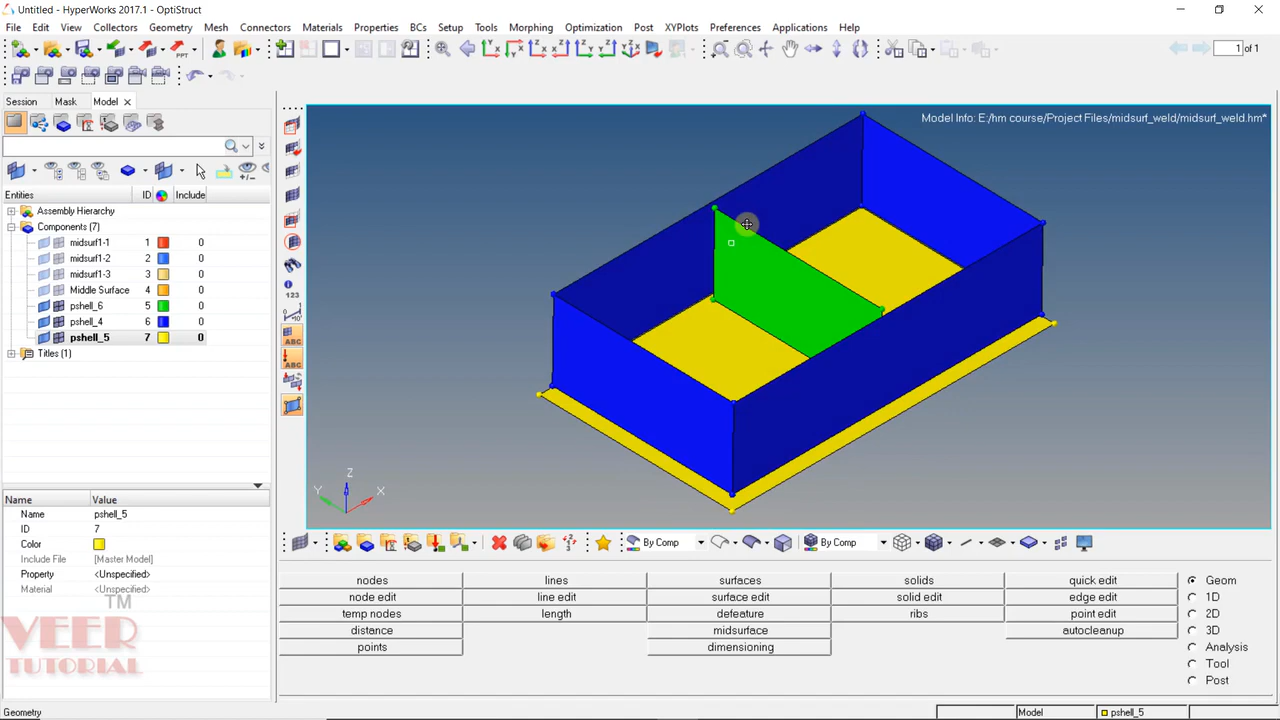 Untitled - HyperWorks 2017.1 - OptiStruct
File Edit View Collectors Geometry Mesh Connectors Materials Properties BCs Setup Tools Morphing Optimization Post XYPlots Preferences Applications Help
1 of 1
Session Mask Model
Entities ID Include
Assembly Hierarchy
Components (7)
midsurf1-1 1 0
midsurf1-2 2 0
midsurf1-3 3 0
Middle Surface 4 0
pshell_6 5 0
pshell_4 6 0
pshell_5 7 0
Titles (1)
Name Value
Name pshell_5
ID 7
Color
Include File [Master Model]
Property <Unspecified>
Material <Unspecified>
TM
VEER
TUTORIAL
Geometry
123
ABC
ABC
Model Info: E:/hm course/Project Files/midsurf_weld/midsurf_weld.hm*
Z
Y X
By Comp By Comp
nodes lines surfaces solids quick edit Geom
node edit line edit surface edit solid edit edge edit 1D
temp nodes length defeature ribs point edit 2D
distance midsurface autocleanup 3D
points dimensioning Analysis
Tool
Post
Model pshell_5